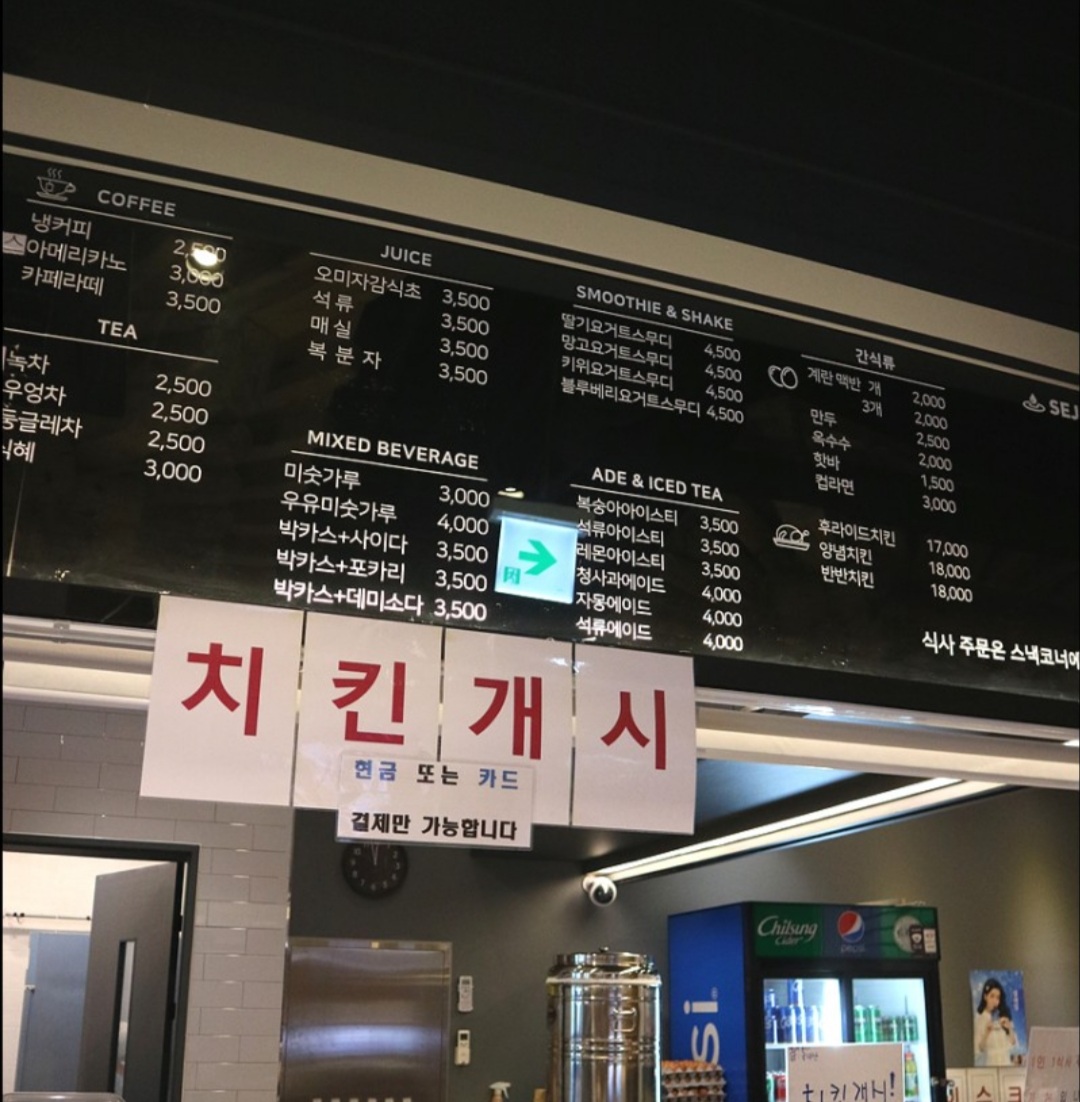 COFFEE
냉커피 2,500
스아메리카노 3,000
카페라떼 3,500
TEA
녹차 2,500
우엉차 2,500
둥글레차 2,500
식혜 3,000
JUICE
오미자감식초 3,500
석류 3,500
매실 3,500
복분자 3,500
MIXED BEVERAGE
미숫가루 3,000
우유미숫가루 4,000
박카스+사이다 3,500
박카스+포카리 3,500
박카스+데미소다 3,500
SMOOTHIE & SHAKE
딸기요거트스무디 4,500
망고요거트스무디 4,500
키위요거트스무디 4,500
블루베리요거트스무디 4,500
ADE & ICED TEA
복숭아아이스티 3,500
석류아이스티 3,500
레몬아이스티 3,500
청사과에이드 4,000
자몽에이드 4,000
석류에이드 4,000
간식류
계란맥반 개 2,000
3개 2,000
만두 2,500
옥수수 2,000
핫바 1,500
컵라면 3,000
후라이드치킨 17,000
양념치킨 18,000
반반치킨 18,000
SEJ
식사 주문은 스낵코너에
치킨개시
현금 또는 카드
결제만 가능합니다
Chilsung
Cider
pepsi
si
치킨개시!